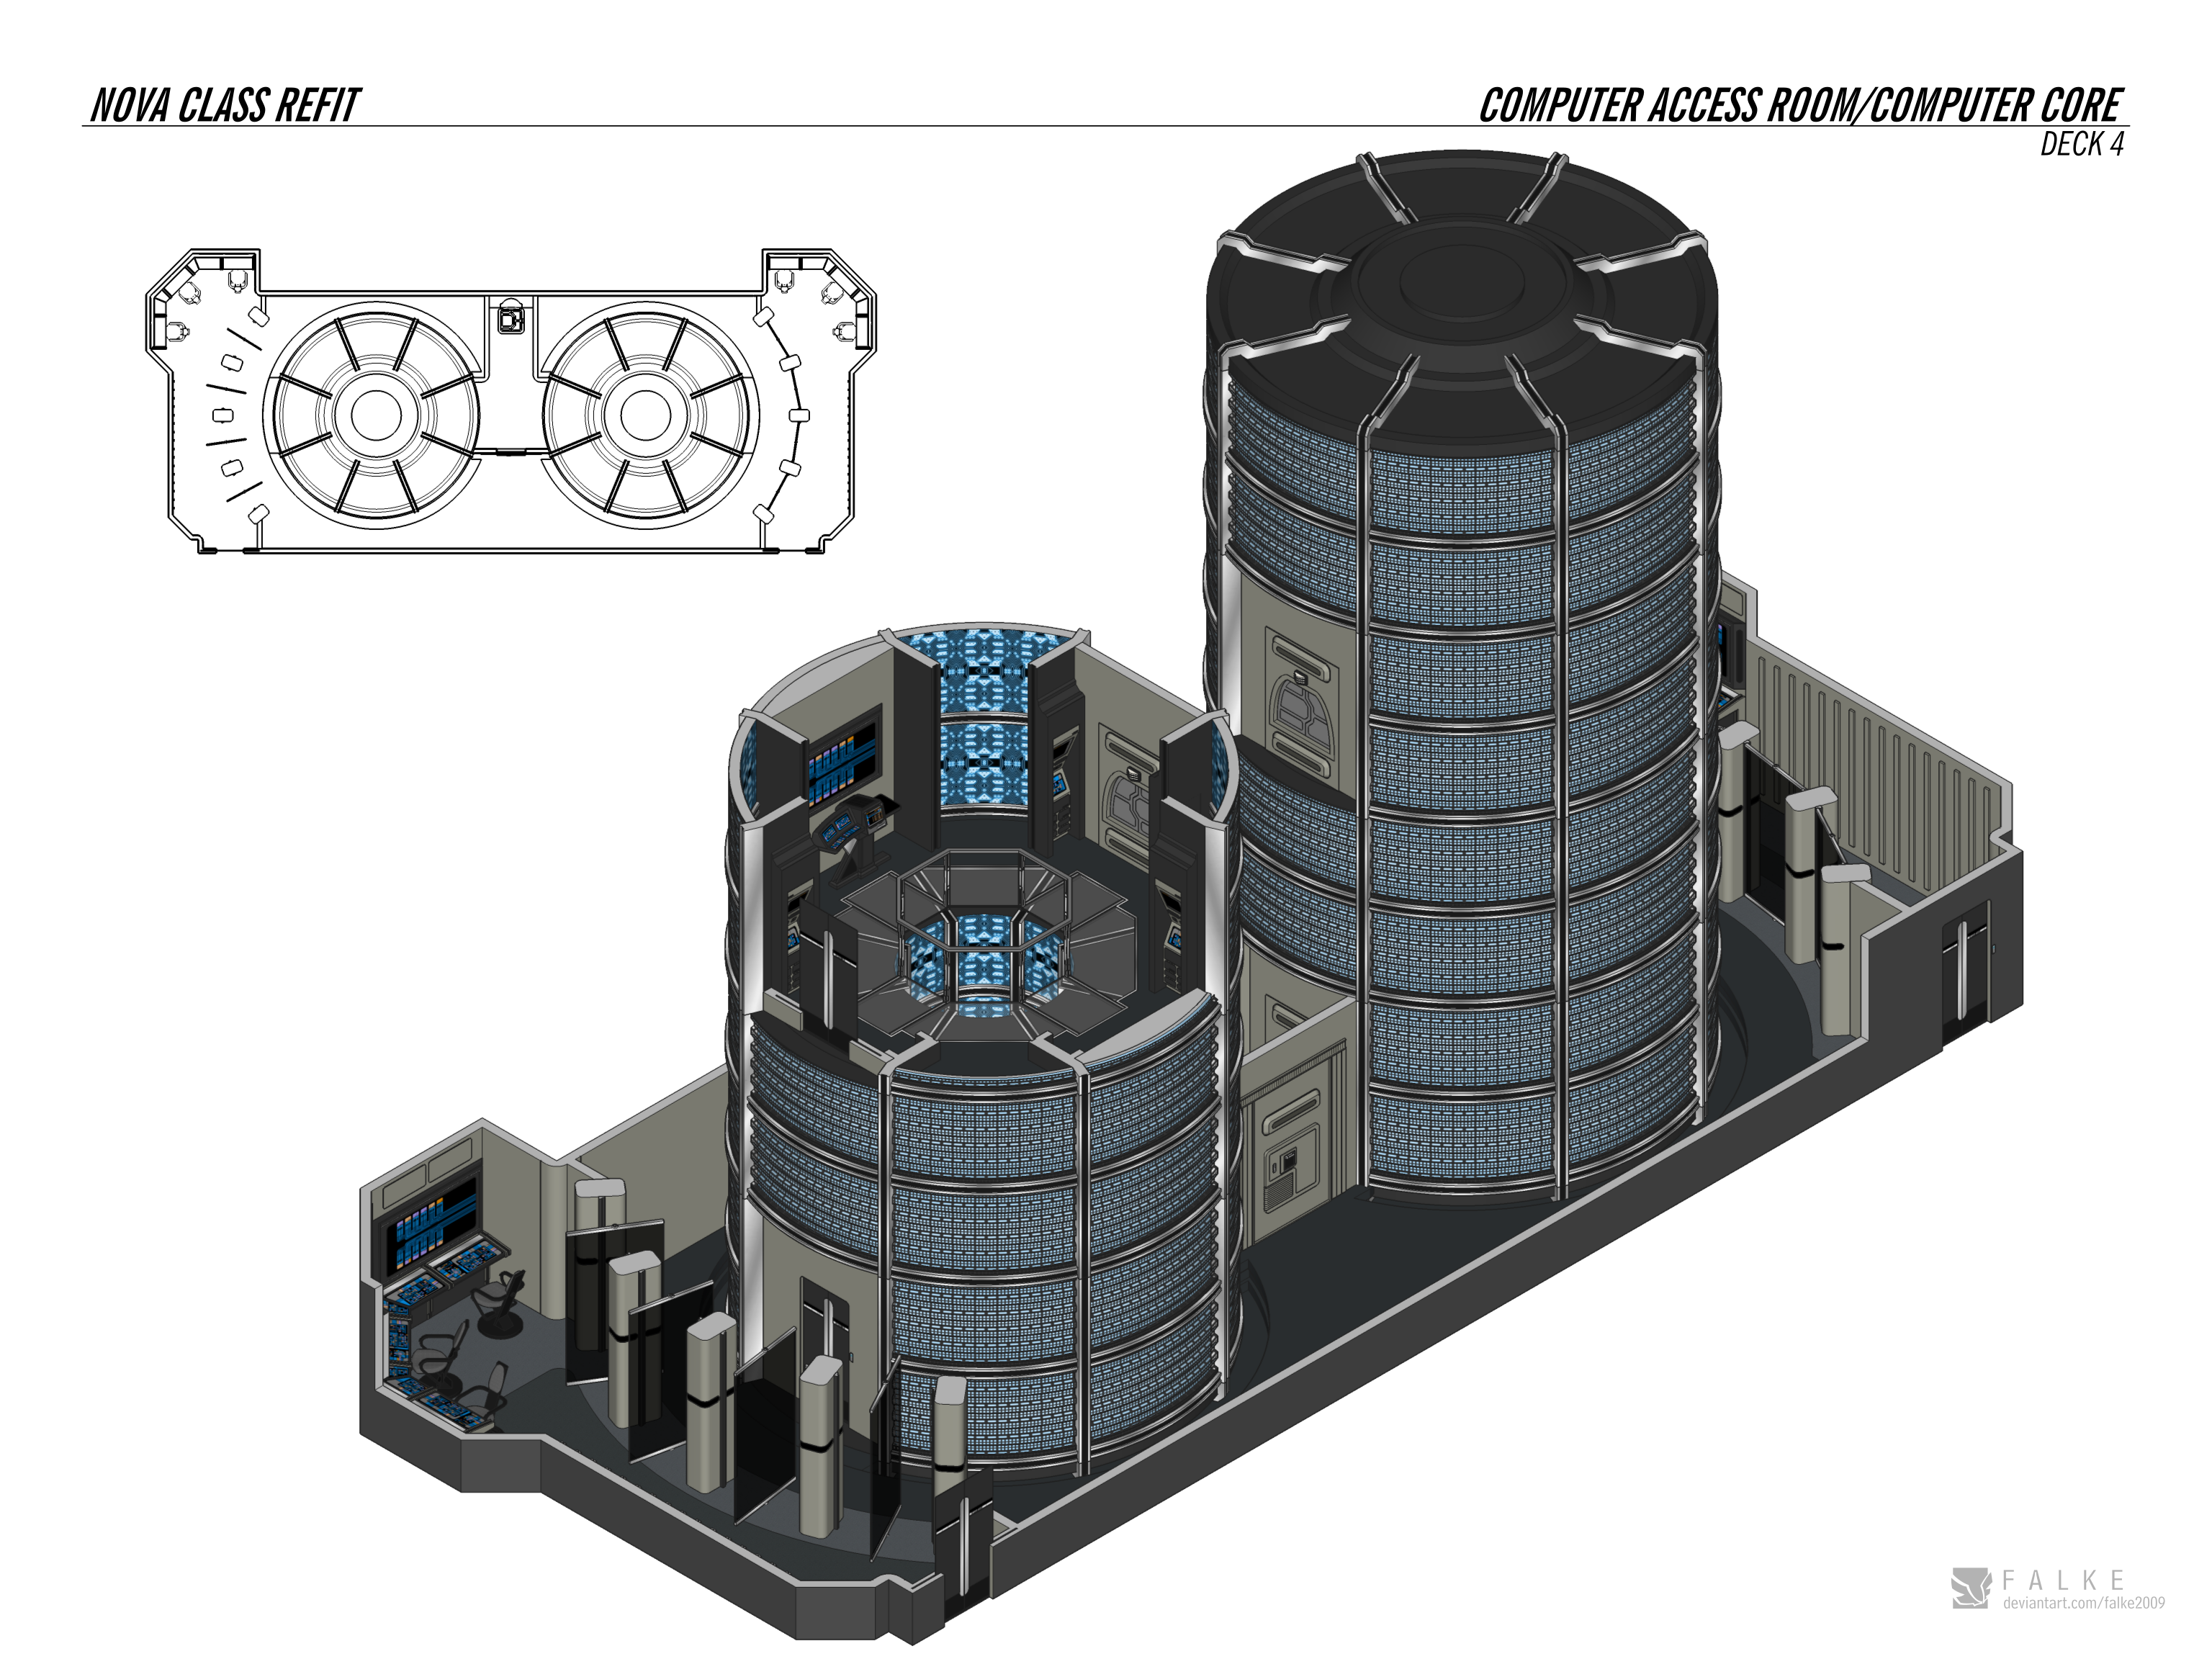 NOVA CLASS REFIT
COMPUTER ACCESS ROOM/COMPUTER CORE
DECK 4
FALKE
deviantart.com/falke2009